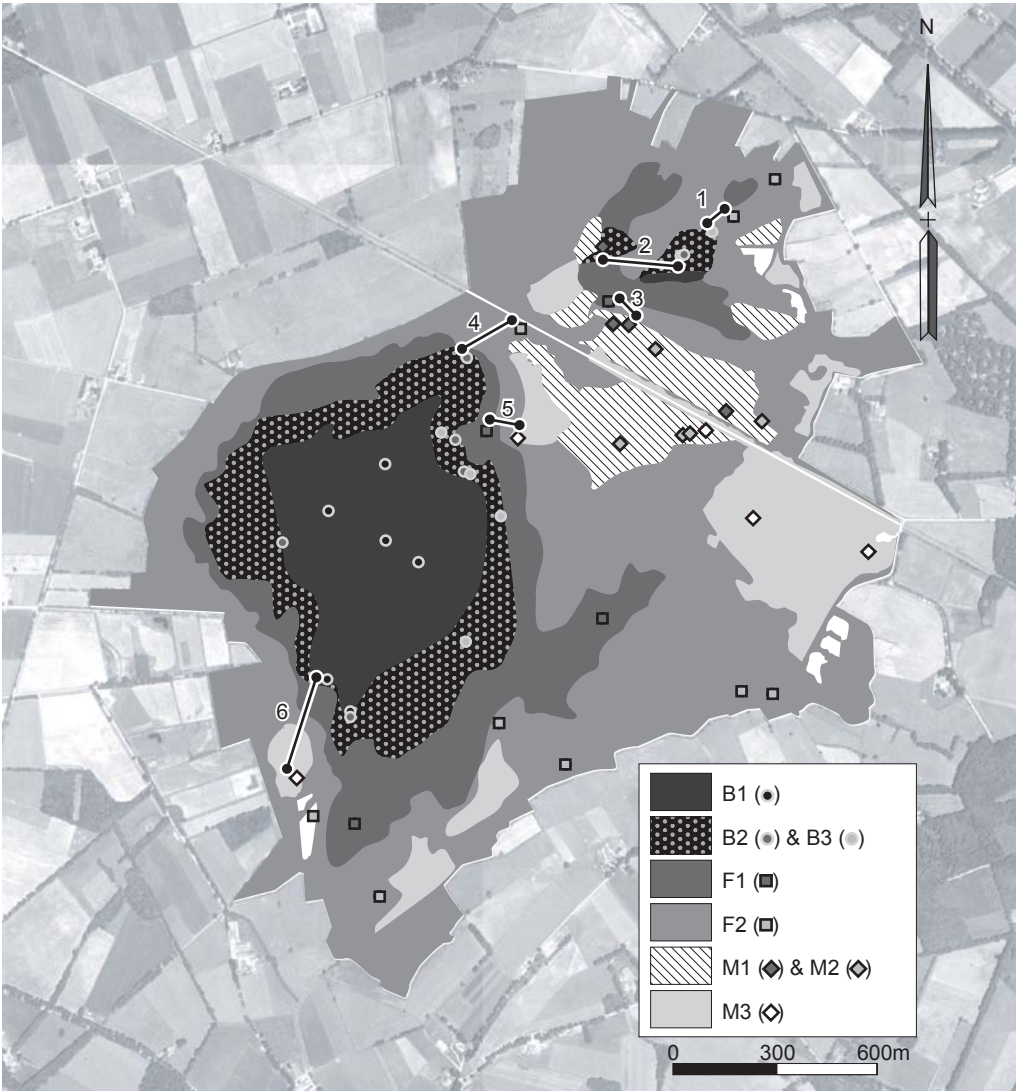 N
1
2
3
4
5
6
B1 ( )
B2 ( ) & B3 ( )
F1 ( )
F2 ( )
M1 ( ) & M2 ( )
M3 ( )
0 300 600m